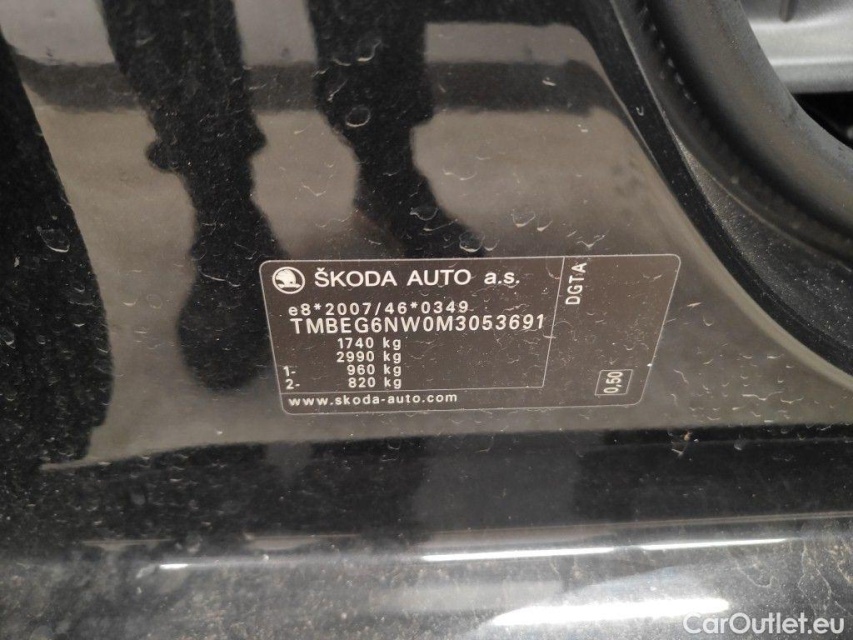 ŠKODA AUTO a.s.
e8*2007/46*0349
TMBEG6NW0M3053691
1740 kg
2990 kg
1- 960 kg
2- 820 kg
www.skoda-auto.com
DGTA
0,50
CarOutlet.eu